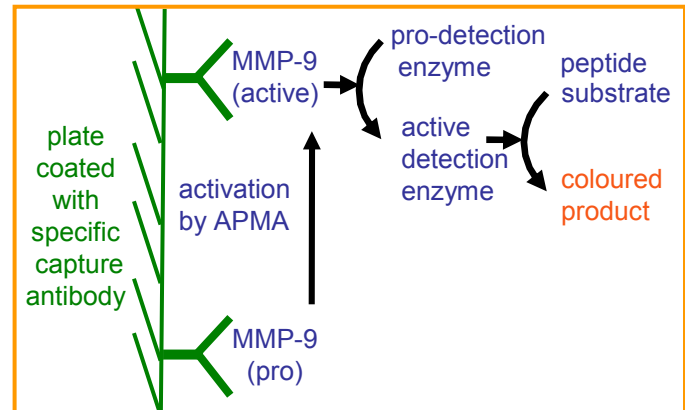 plate
coated
with
specific
capture
antibody
MMP-9
(active)
activation
by APMA
MMP-9
(pro)
pro-detection
enzyme
active
detection
enzyme
peptide
substrate
coloured
product